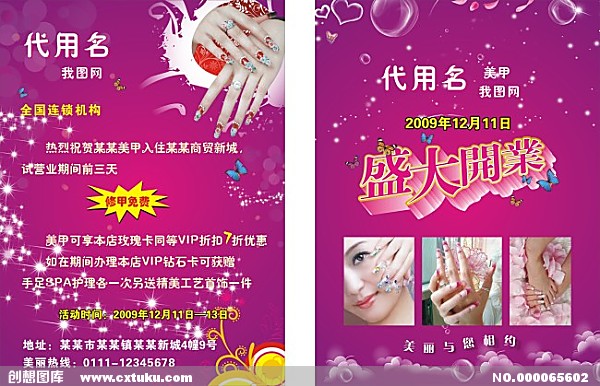 代用名
我图网
全国连锁机构
热烈祝贺某某美甲入住某某商贸新城,
试营业期间前三天
修甲免费
美甲可享本店玫瑰卡同等VIP折扣7折优惠
如在期间办理本店VIP钻石卡可获赠
手足SPA护理各一次另送精美工艺首饰一件
活动时间：2009年12月11日—13日
地址：某某市某某镇某某新城4幢9号
美丽热线：0111-12345678
代用名 美甲
我图网
2009年12月11日
盛大開業
美丽与您相约
创想图库 www.cxtuku.com
NO.000065602